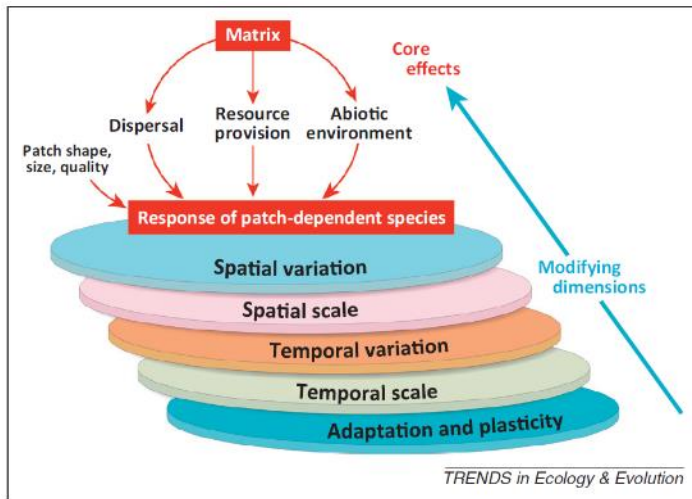 Matrix
Core
effects
Dispersal
Resource
provision
Abiotic
environment
Patch shape,
size, quality
Response of patch-dependent species
Spatial variation
Modifying
dimensions
Spatial scale
Temporal variation
Temporal scale
Adaptation and plasticity
TRENDS in Ecology & Evolution